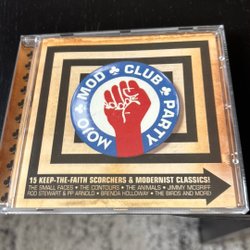 MOJO ♣ MOD ♣ CLUB ♣ PARTY
15 KEEP-THE-FAITH SCORCHERS & MODERNIST CLASSICS!
THE SMALL FACES • THE CONTOURS • THE ANIMALS • JIMMY MCGRIFF
ROD STEWART & PP ARNOLD • BRENDA HOLLOWAY • THE BIRDS AND MORE!